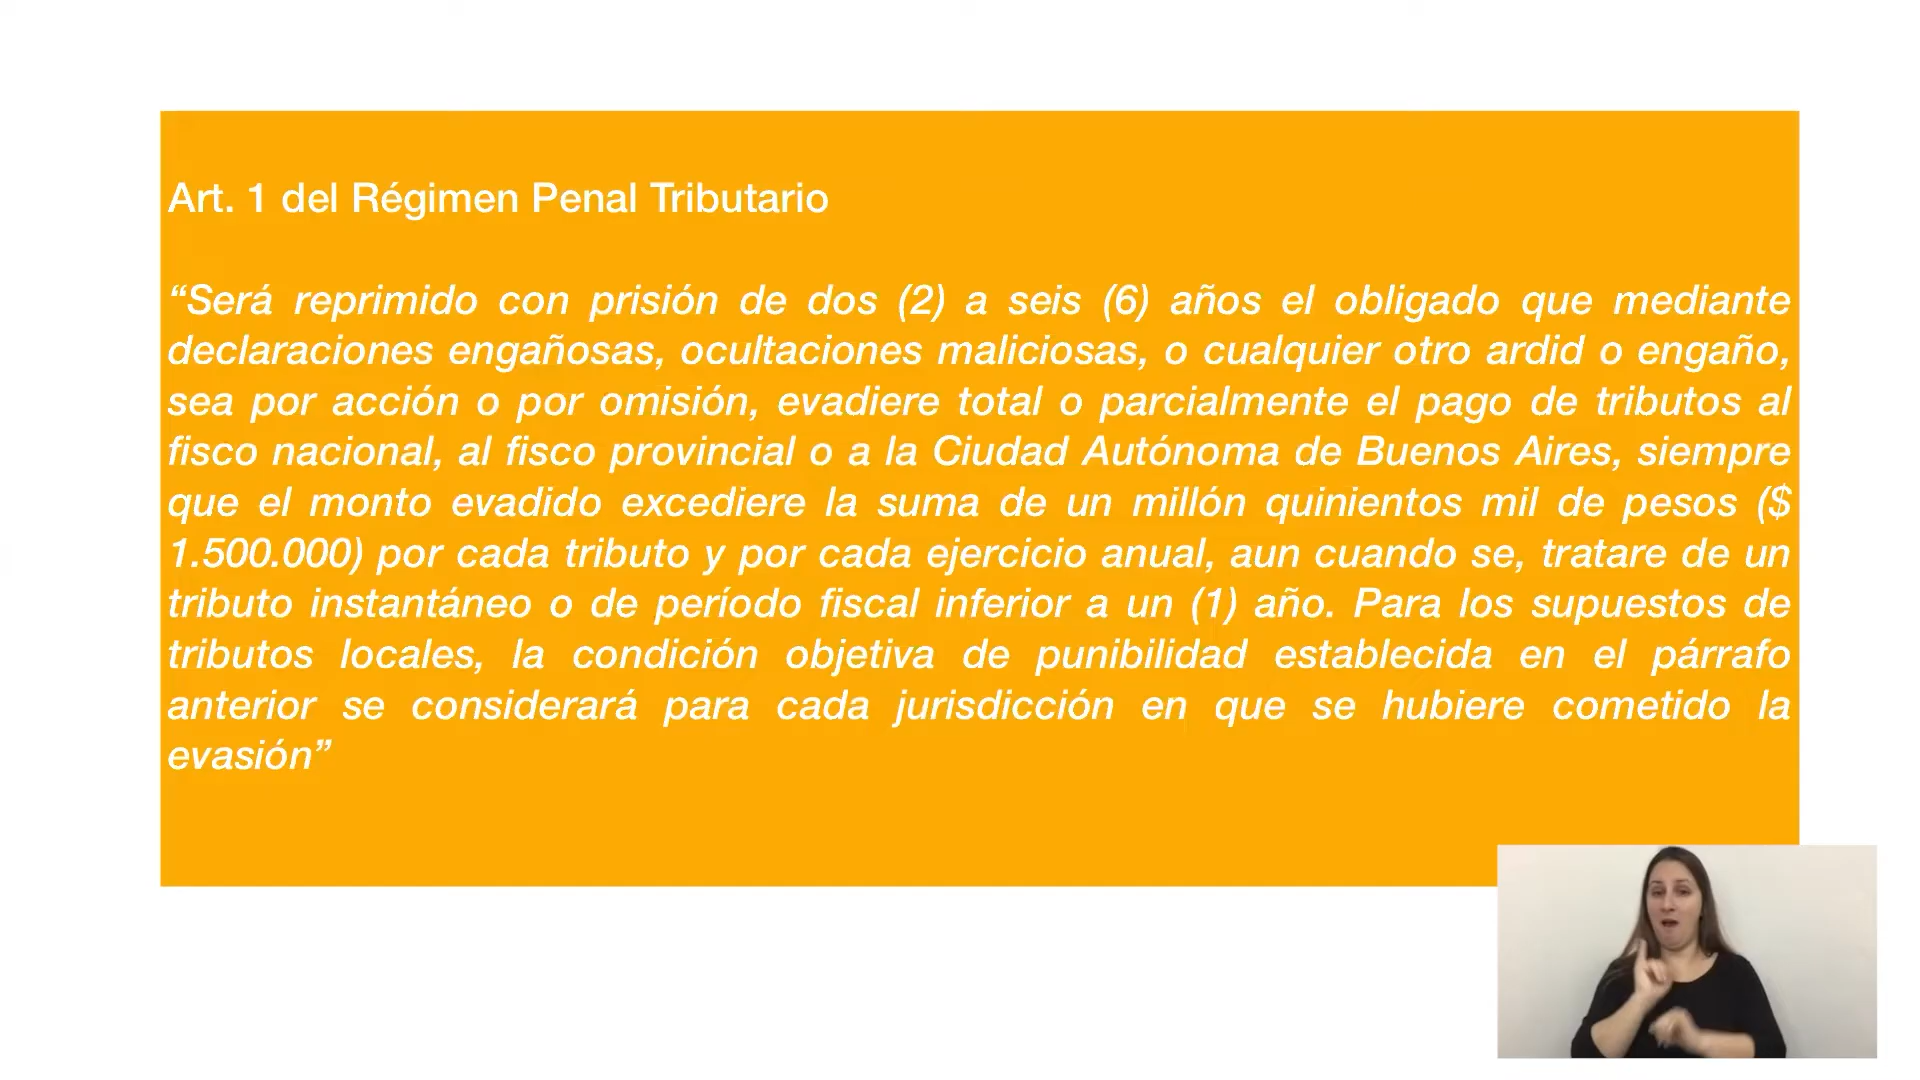 Art. 1 del Régimen Penal Tributario
“Será reprimido con prisión de dos (2) a seis (6) años el obligado que mediante
declaraciones engañosas, ocultaciones maliciosas, o cualquier otro ardid o engaño,
sea por acción o por omisión, evadiere total o parcialmente el pago de tributos al
fisco nacional, al fisco provincial o a la Ciudad Autónoma de Buenos Aires, siempre
que el monto evadido excediere la suma de un millón quinientos mil de pesos ($
1.500.000) por cada tributo y por cada ejercicio anual, aun cuando se, tratare de un
tributo instantáneo o de período fiscal inferior a un (1) año. Para los supuestos de
tributos locales, la condición objetiva de punibilidad establecida en el párrafo
anterior se considerará para cada jurisdicción en que se hubiere cometido la
evasión”